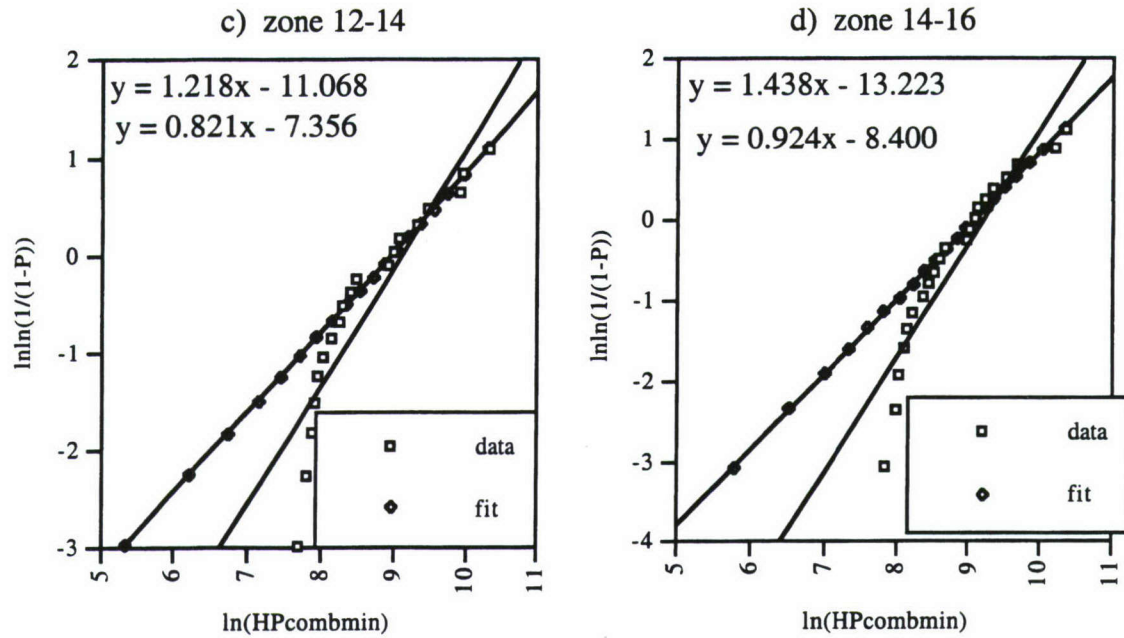 c) zone 12-14
y = 1.218x - 11.068
y = 0.821x - 7.356
2
1
0
-1
-2
-3
lnln(1/(1-P))
5
6
7
8
9
10
11
ln(HPcombmin)
data
fit
d) zone 14-16
y = 1.438x - 13.223
y = 0.924x - 8.400
2
1
0
-1
-2
-3
-4
lnln(1/(1-P))
5
6
7
8
9
10
11
ln(HPcombmin)
data
fit